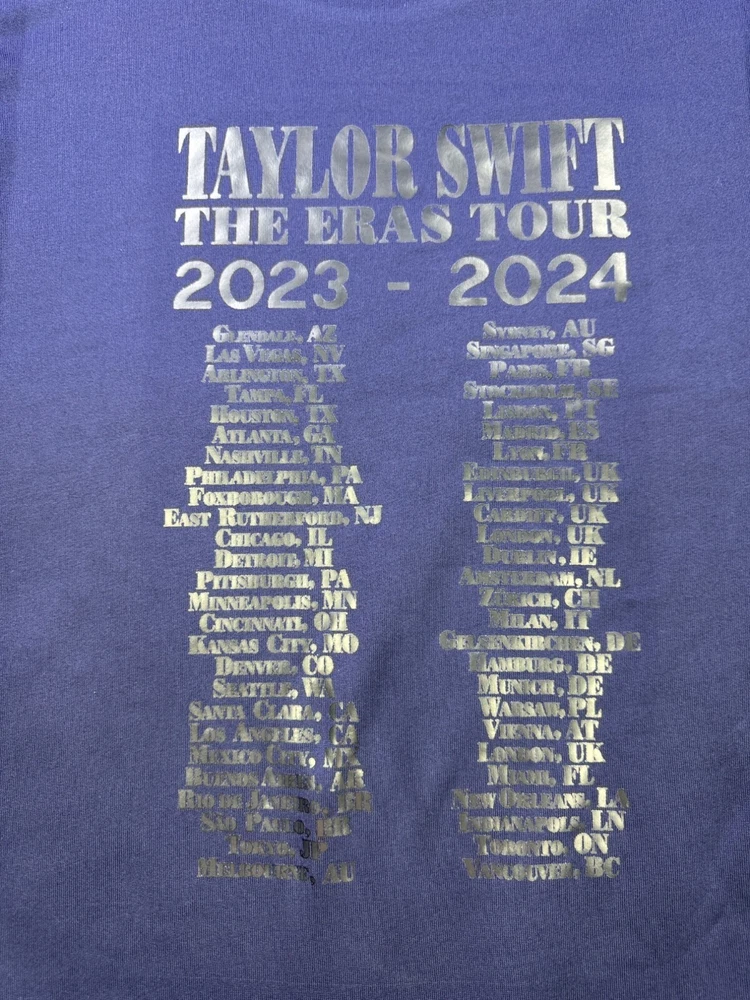 TAYLOR SWIFT
THE ERAS TOUR
2023 - 2024
Glendale, AZ
Las Vegas, NV
Arlington, TX
Tampa, FL
Houston, TX
Atlanta, GA
Nashville, TN
Philadelphia, PA
Foxborough, MA
East Rutherford, NJ
Chicago, IL
Detroit, MI
Pittsburgh, PA
Minneapolis, MN
Cincinnati, OH
Kansas City, MO
Denver, CO
Seattle, WA
Santa Clara, CA
Los Angeles, CA
Mexico City, MX
Buenos Aires, AR
Rio de Janeiro, BR
São Paulo, BR
Tokyo, JP
Melbourne, AU
Sydney, AU
Singapore, SG
Paris, FR
Stockholm, SE
PT
Madrid, ES
Lyon, FR
Edinburgh, UK
Liverpool, UK
Cardiff, UK
London, UK
Dublin, IE
Amsterdam, NL
Zürich, CH
Milan, IT
Gelsenkirchen, DE
Hamburg, DE
Munich, DE
Warsaw, PL
Vienna, AT
London, UK
Miami, FL
New Orleans, LA
Indianapols, LN
Toronto, ON
Vancouver, BC